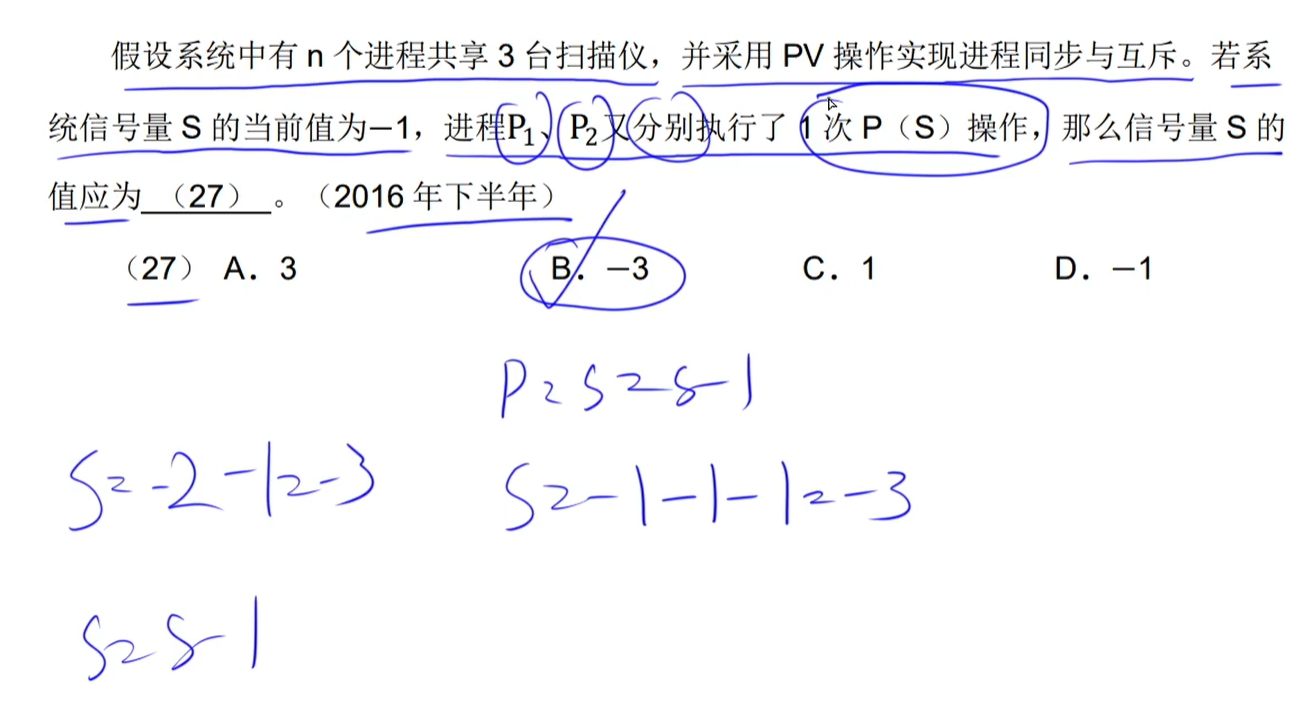 假设系统中有 n 个进程共享 3 台扫描仪，并采用 PV 操作实现进程同步与互斥。若系
统信号量 S 的当前值为—1，进程P₁、P₂又分别执行了 1 次 P（S）操作，那么信号量 S 的
值应为 （27） 。（2016 年下半年）
（27） A．3 B．—3 C．1 D．—1
P = S = S - 1
S = -2 - 1 = -3 S = -1 - 1 - 1 = -3
S = S - 1